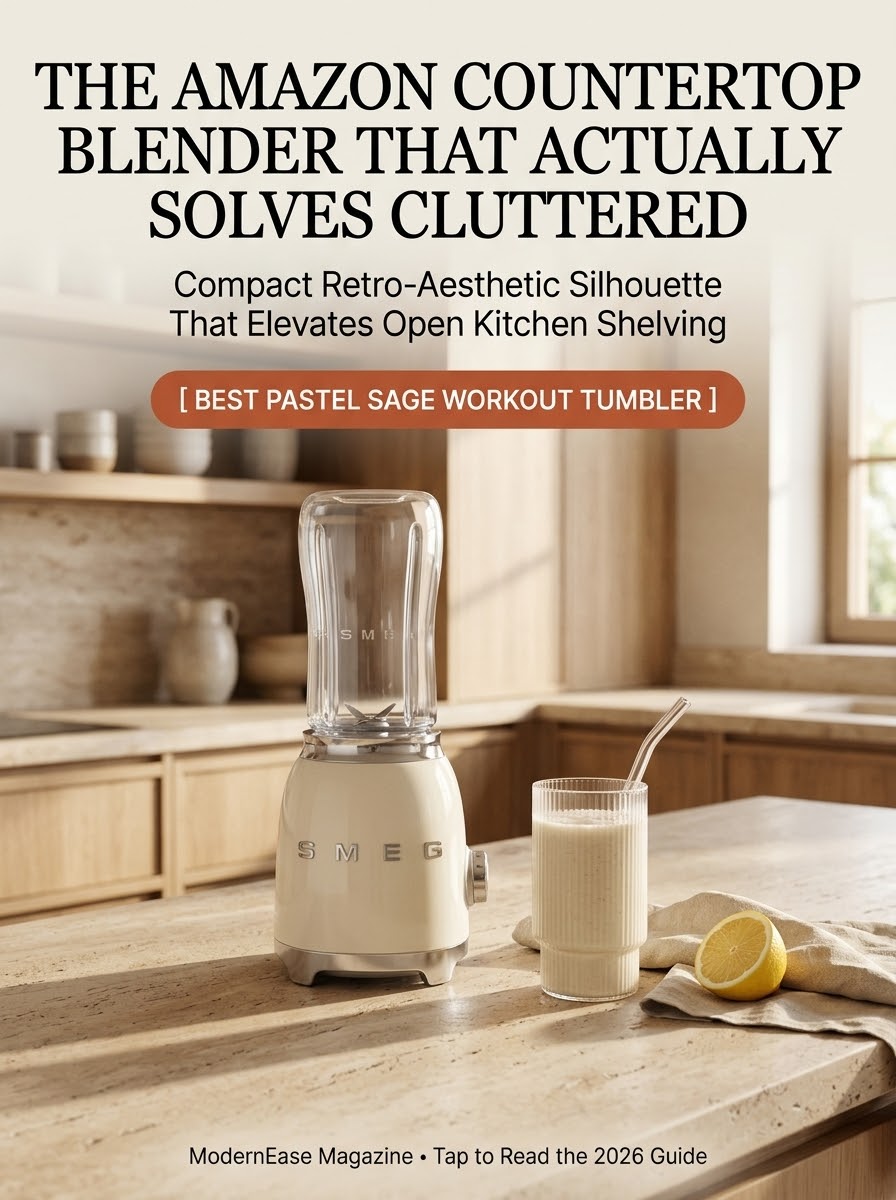 THE AMAZON COUNTERTOP
BLENDER THAT ACTUALLY
SOLVES CLUTTERED
Compact Retro-Aesthetic Silhouette
That Elevates Open Kitchen Shelving
[ BEST PASTEL SAGE WORKOUT TUMBLER ]
SMEG
SMEG
ModernEase Magazine • Tap to Read the 2026 Guide